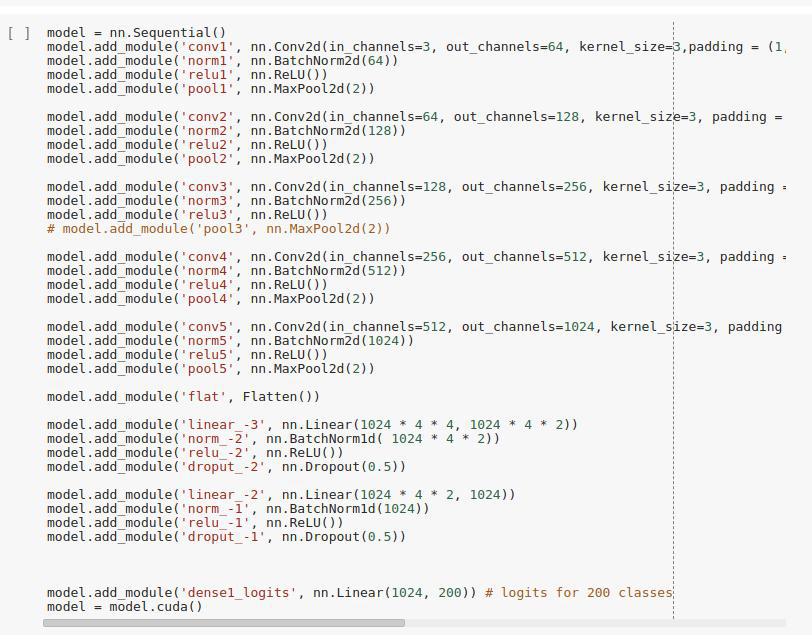 [ ] model = nn.Sequential()
model.add_module('conv1', nn.Conv2d(in_channels=3, out_channels=64, kernel_size=3,padding = (1,
model.add_module('norm1', nn.BatchNorm2d(64))
model.add_module('relu1', nn.ReLU())
model.add_module('pool1', nn.MaxPool2d(2))
model.add_module('conv2', nn.Conv2d(in_channels=64, out_channels=128, kernel_size=3, padding =
model.add_module('norm2', nn.BatchNorm2d(128))
model.add_module('relu2', nn.ReLU())
model.add_module('pool2', nn.MaxPool2d(2))
model.add_module('conv3', nn.Conv2d(in_channels=128, out_channels=256, kernel_size=3, padding =
model.add_module('norm3', nn.BatchNorm2d(256))
model.add_module('relu3', nn.ReLU())
# model.add_module('pool3', nn.MaxPool2d(2))
model.add_module('conv4', nn.Conv2d(in_channels=256, out_channels=512, kernel_size=3, padding =
model.add_module('norm4', nn.BatchNorm2d(512))
model.add_module('relu4', nn.ReLU())
model.add_module('pool4', nn.MaxPool2d(2))
model.add_module('conv5', nn.Conv2d(in_channels=512, out_channels=1024, kernel_size=3, padding
model.add_module('norm5', nn.BatchNorm2d(1024))
model.add_module('relu5', nn.ReLU())
model.add_module('pool5', nn.MaxPool2d(2))
model.add_module('flat', Flatten())
model.add_module('linear_-3', nn.Linear(1024 * 4 * 4, 1024 * 4 * 2))
model.add_module('norm_-2', nn.BatchNorm1d( 1024 * 4 * 2))
model.add_module('relu_-2', nn.ReLU())
model.add_module('droput_-2', nn.Dropout(0.5))
model.add_module('linear_-2', nn.Linear(1024 * 4 * 2, 1024))
model.add_module('norm_-1', nn.BatchNorm1d(1024))
model.add_module('relu_-1', nn.ReLU())
model.add_module('droput_-1', nn.Dropout(0.5))
model.add_module('dense1_logits', nn.Linear(1024, 200)) # logits for 200 classes
model = model.cuda()